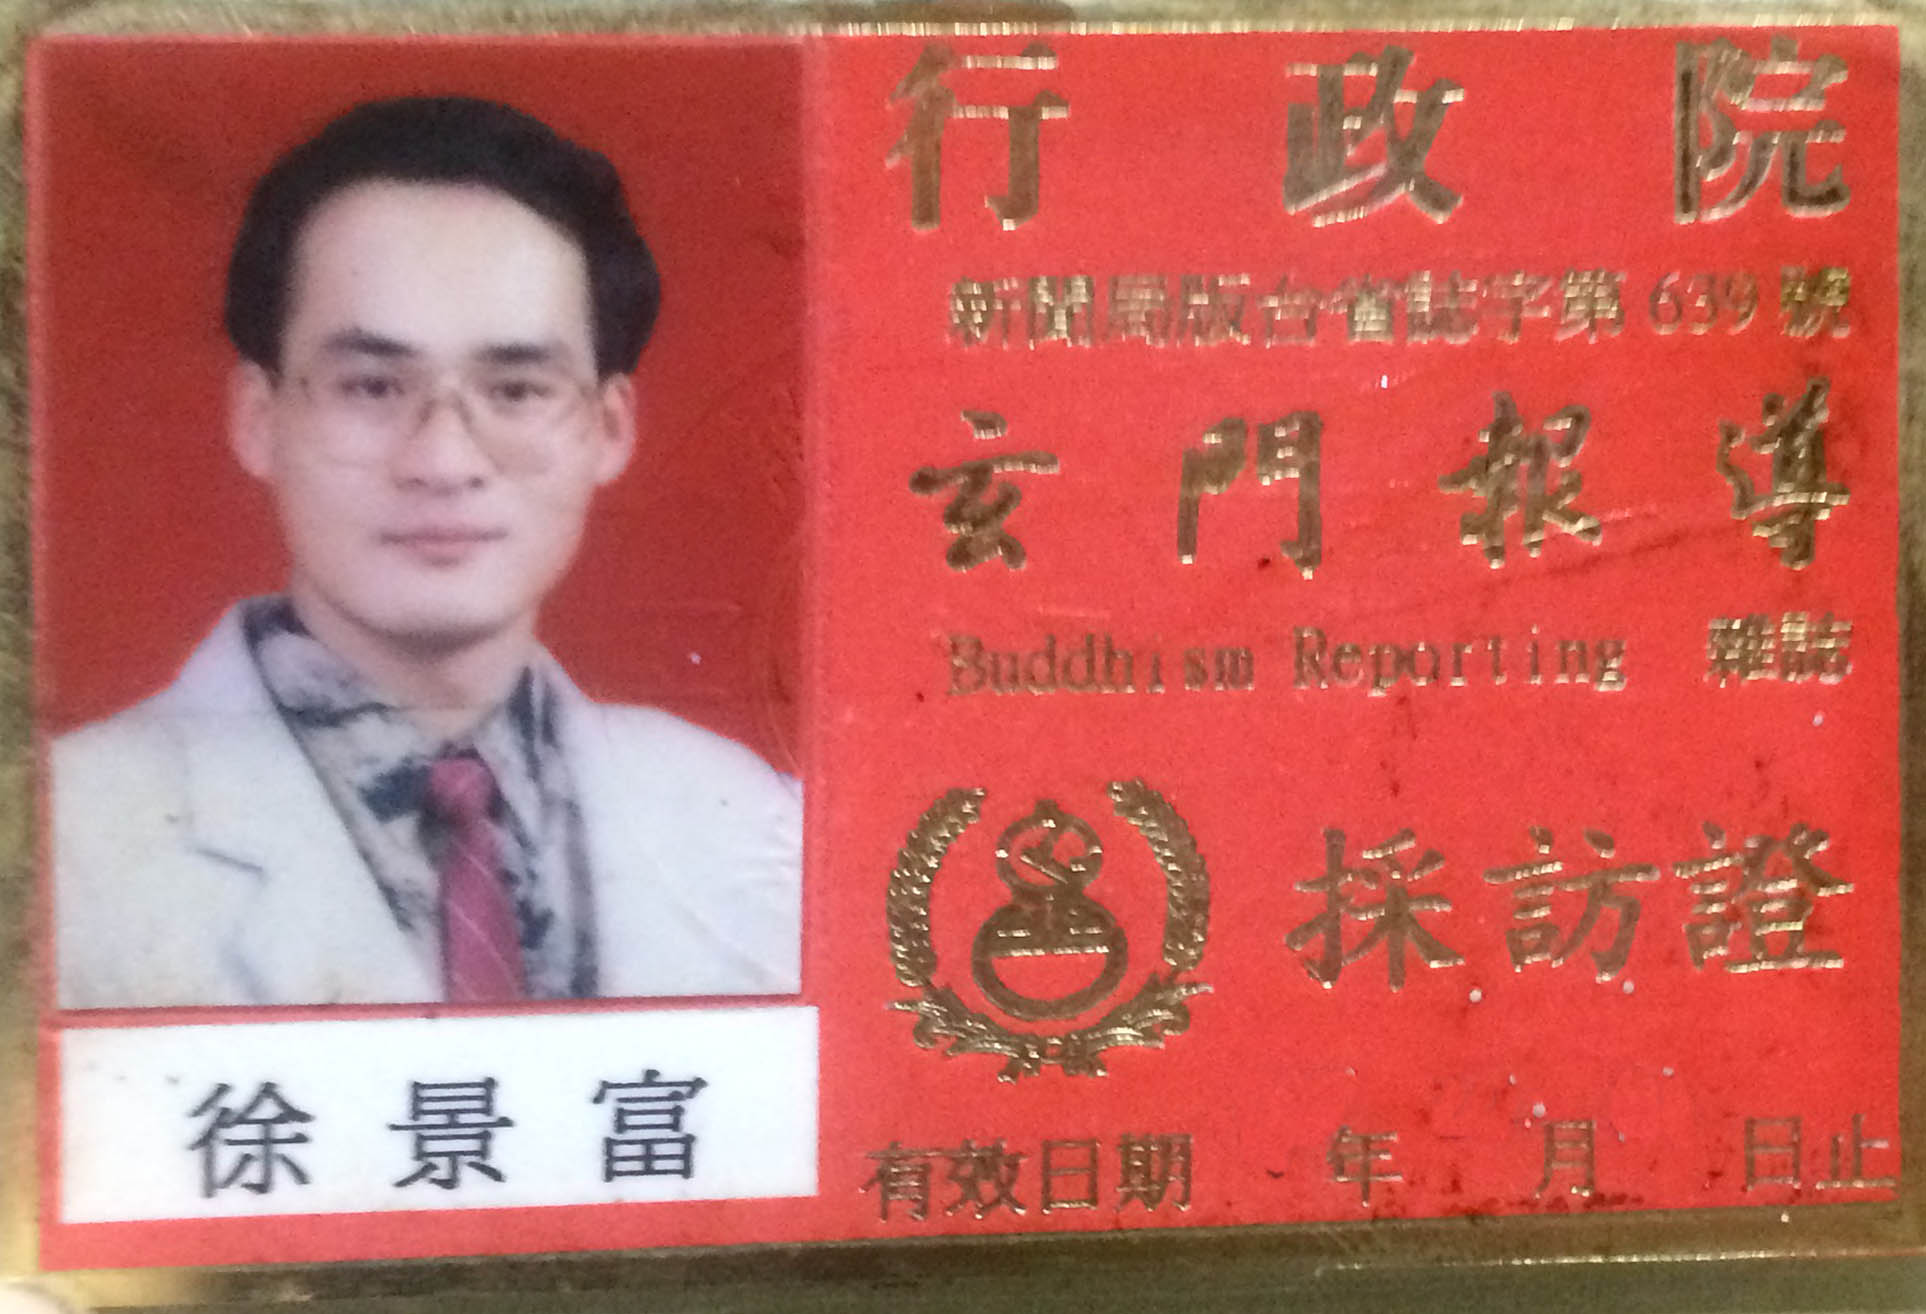 行政院
新聞局版台省誌字第639號
玄門報導
Buddhism Reporting 雜誌
採訪證
徐景富
有效日期 年 月 日止